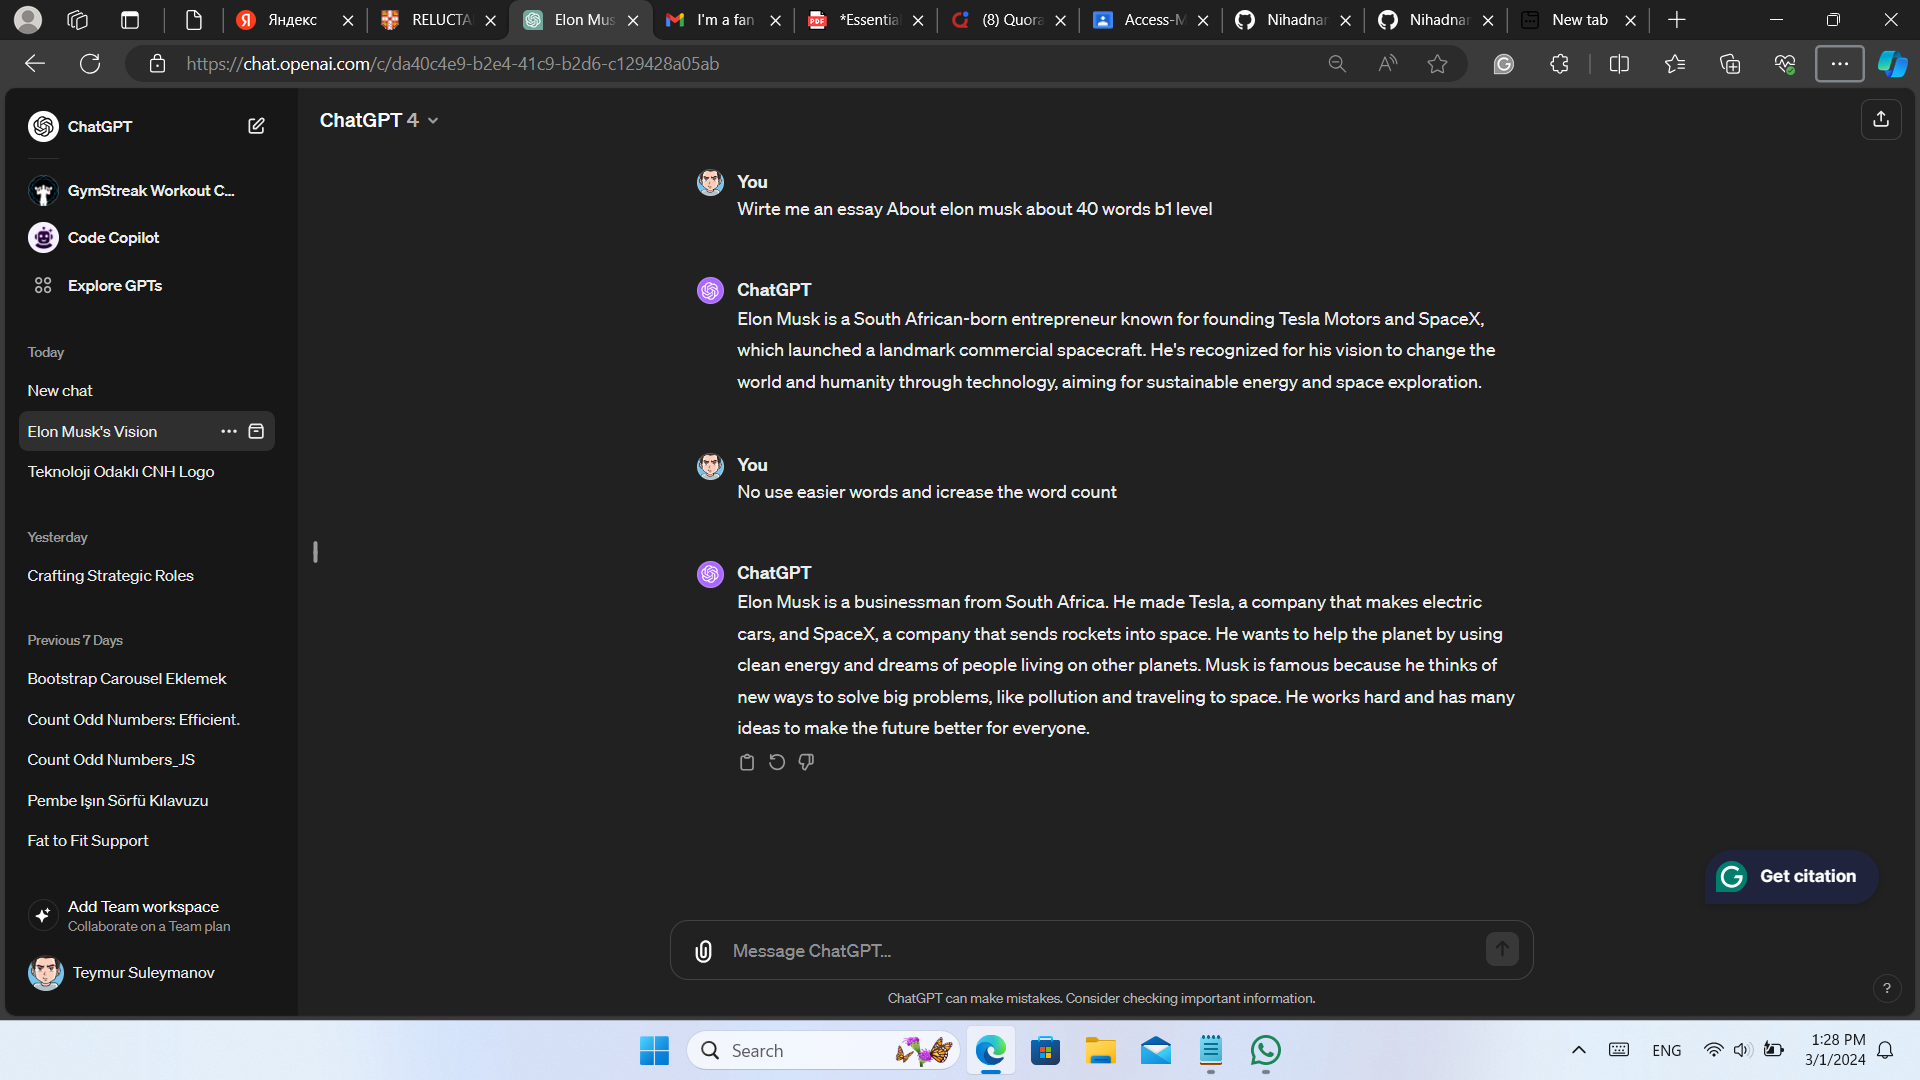 Яндекс
RELUCTA
Elon Mus
I'm a fan
PDF
*Essential
(8) Quora
Access-M
Nihadnar
Nihadnar
New tab
https://chat.openai.com/c/da40c4e9-b2e4-41c9-b2d6-c129428a05ab
ChatGPT
GymStreak Workout C...
Code Copilot
Explore GPTs
Today
New chat
Elon Musk's Vision
Teknoloji Odaklı CNH Logo
Yesterday
Crafting Strategic Roles
Previous 7 Days
Bootstrap Carousel Eklemek
Count Odd Numbers: Efficient.
Count Odd Numbers_JS
Pembe Işın Sörfü Kılavuzu
Fat to Fit Support
Add Team workspace
Collaborate on a Team plan
Teymur Suleymanov
ChatGPT 4
You
Wirte me an essay About elon musk about 40 words b1 level
ChatGPT
Elon Musk is a South African-born entrepreneur known for founding Tesla Motors and SpaceX,
which launched a landmark commercial spacecraft. He's recognized for his vision to change the
world and humanity through technology, aiming for sustainable energy and space exploration.
You
No use easier words and icrease the word count
ChatGPT
Elon Musk is a businessman from South Africa. He made Tesla, a company that makes electric
cars, and SpaceX, a company that sends rockets into space. He wants to help the planet by using
clean energy and dreams of people living on other planets. Musk is famous because he thinks of
new ways to solve big problems, like pollution and traveling to space. He works hard and has many
ideas to make the future better for everyone.
Get citation
Message ChatGPT...
ChatGPT can make mistakes. Consider checking important information.
?
Search
ENG
1:28 PM
3/1/2024